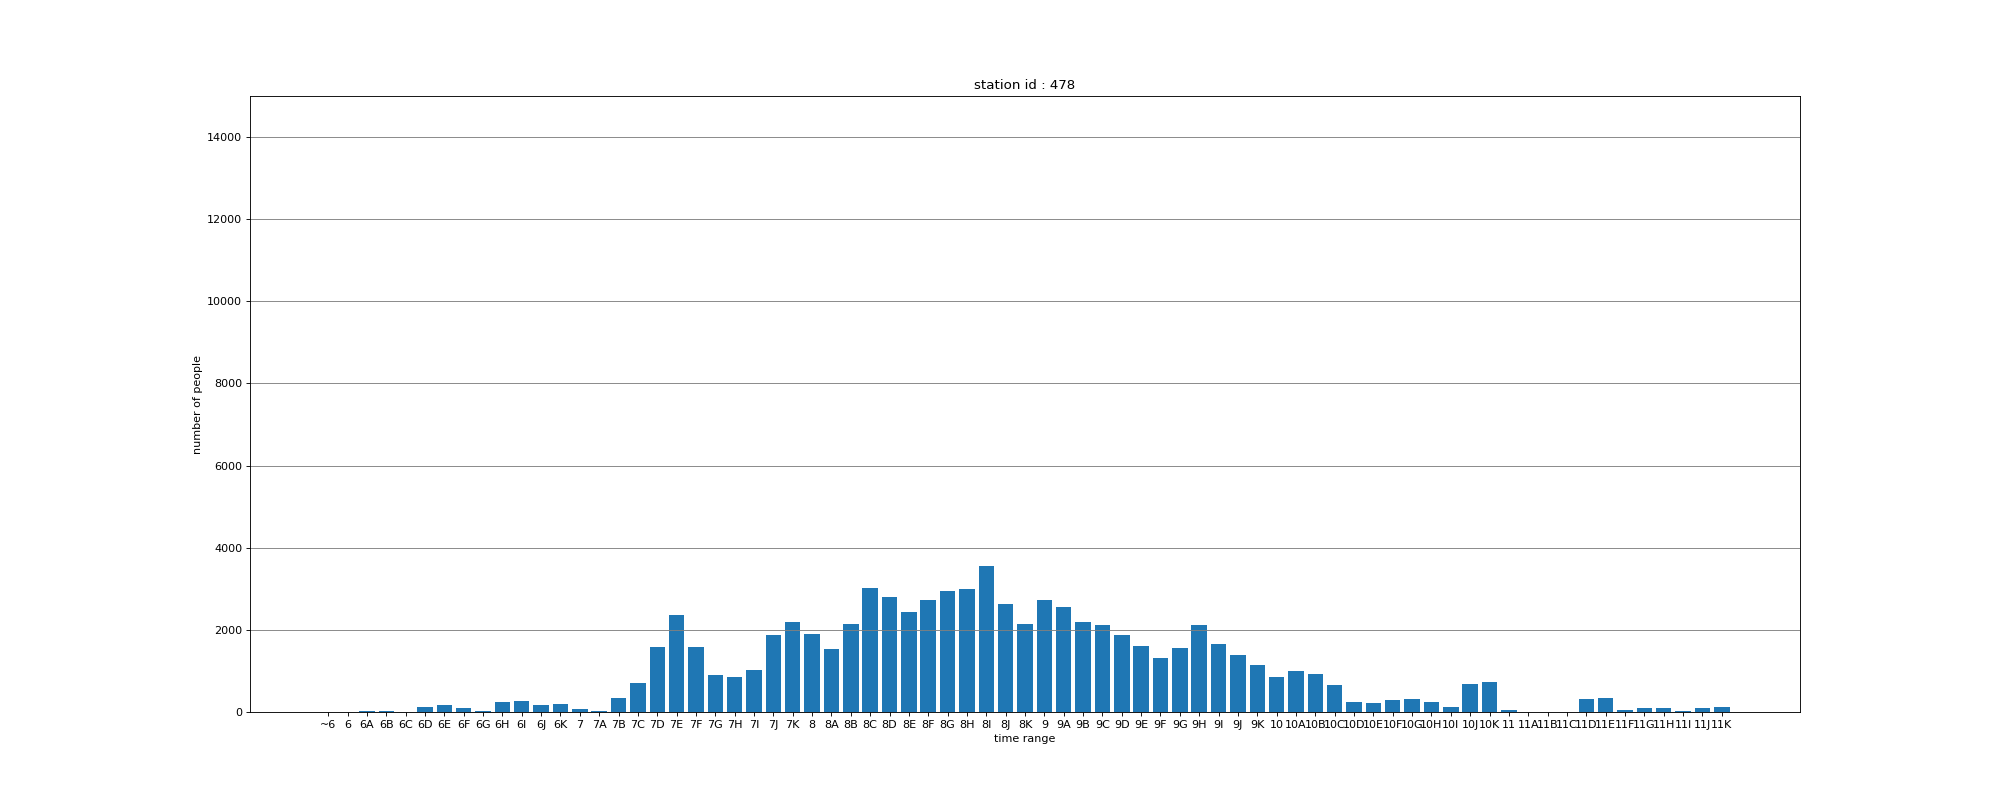 station id : 478
14000
12000
10000
8000
6000
4000
2000
0
number of people
~6 6 6A 6B 6C 6D 6E 6F 6G 6H 6I 6J 6K 7 7A 7B 7C 7D 7E 7F 7G 7H 7I 7J 7K 8 8A 8B 8C 8D 8E 8F 8G 8H 8I 8J 8K 9 9A 9B 9C 9D 9E 9F 9G 9H 9I 9J 9K 10 10A 10B 10C 10D 10E 10F 10G 10H 10I 10J 10K 11 11A 11B 11C 11D 11E 11F 11G 11H 11I 11J 11K
time range